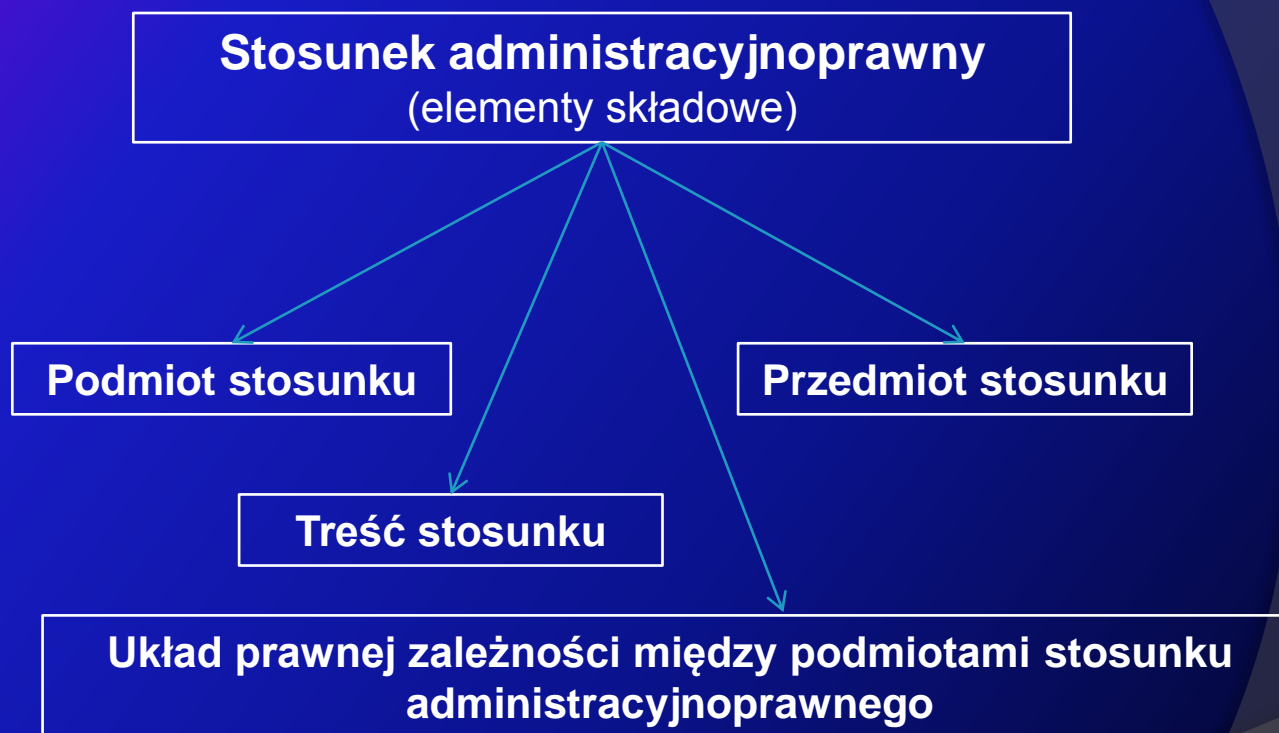 Stosunek administracyjnoprawny
(elementy składowe)
Podmiot stosunku
Przedmiot stosunku
Treść stosunku
Układ prawnej zależności między podmiotami stosunku
administracyjnoprawnego